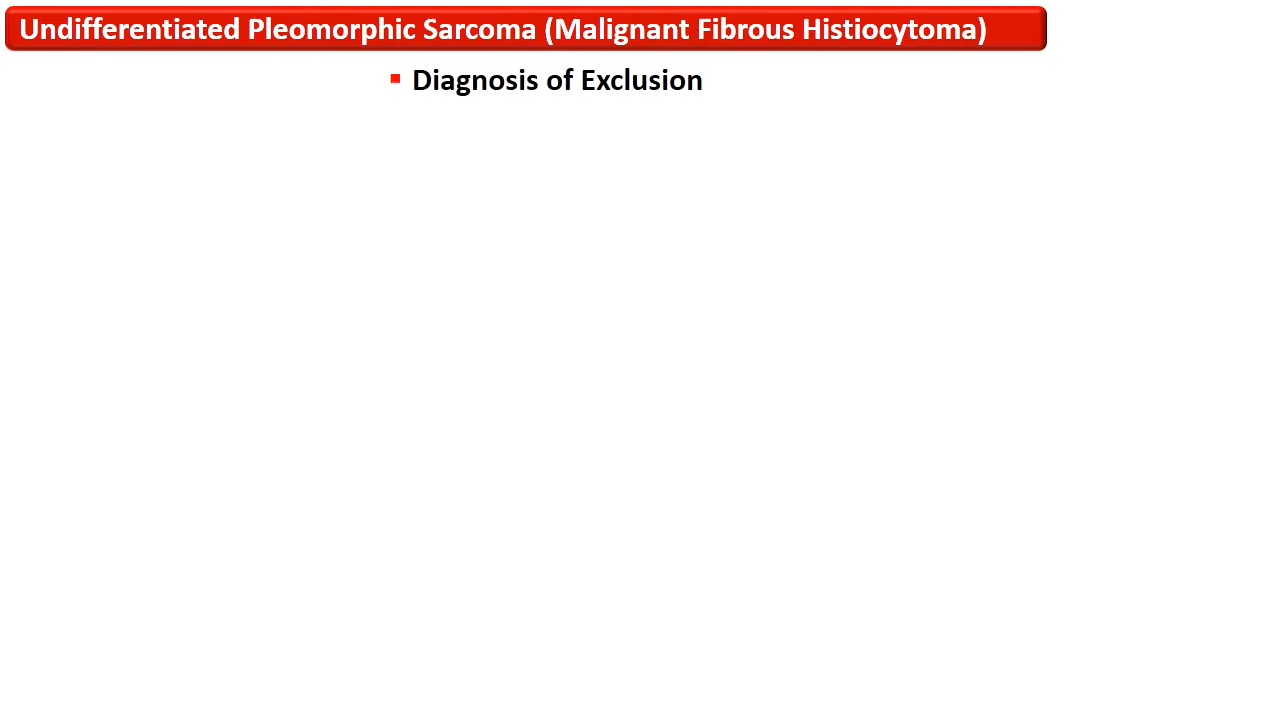 Undifferentiated Pleomorphic Sarcoma (Malignant Fibrous Histiocytoma)
Diagnosis of Exclusion